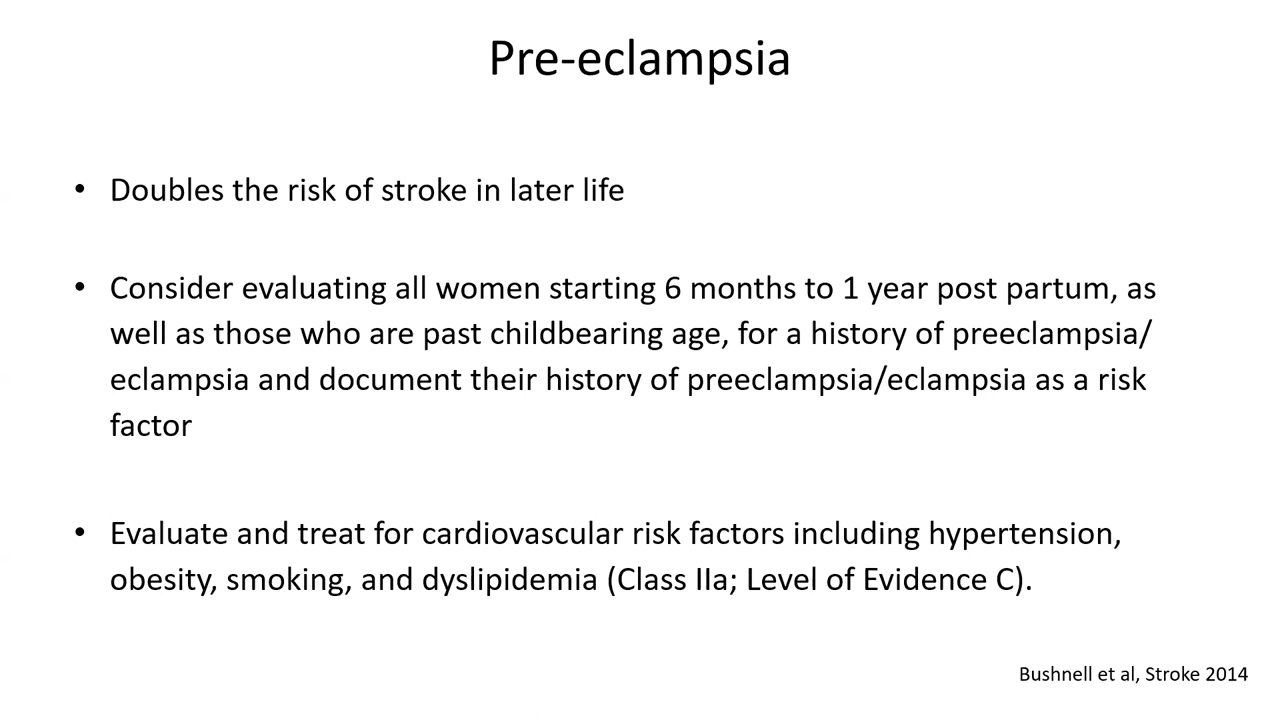 Pre-eclampsia
• Doubles the risk of stroke in later life
• Consider evaluating all women starting 6 months to 1 year post partum, as
well as those who are past childbearing age, for a history of preeclampsia/
eclampsia and document their history of preeclampsia/eclampsia as a risk
factor
• Evaluate and treat for cardiovascular risk factors including hypertension,
obesity, smoking, and dyslipidemia (Class IIa; Level of Evidence C).
Bushnell et al, Stroke 2014